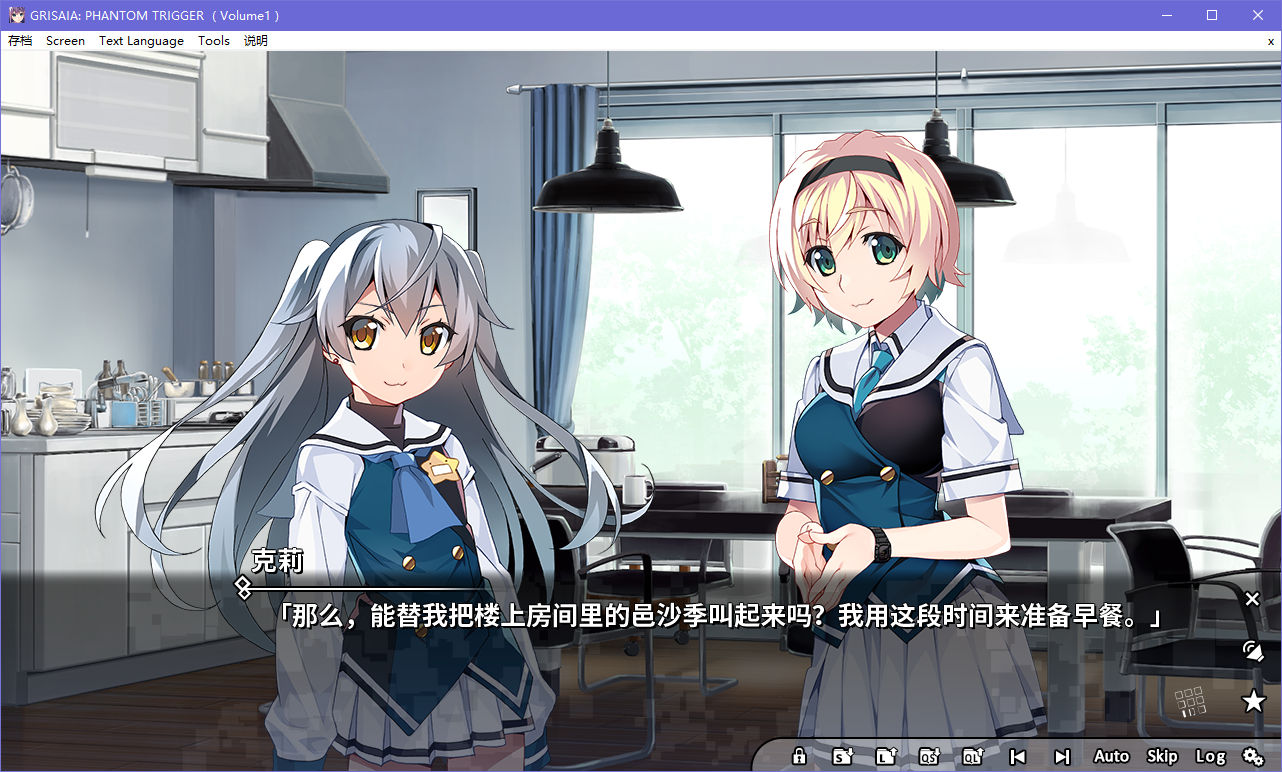 GRISAIA: PHANTOM TRIGGER ( Volume1 )
存档 Screen Text Language Tools 说明 x
克莉
「那么，能替我把楼上房间里的邑沙季叫起来吗？我用这段时间来准备早餐。」
S L QS QL Auto Skip Log